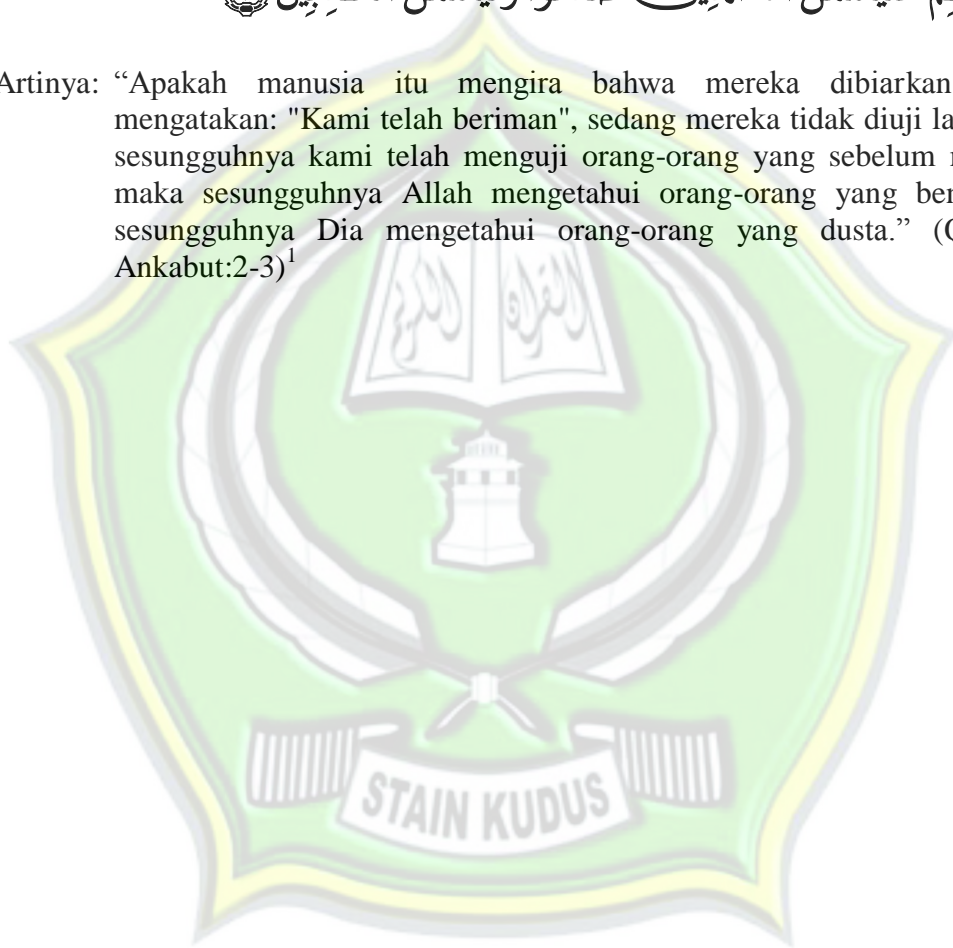 Artinya: “Apakah manusia itu mengira bahwa mereka dibiarkan
mengatakan: "Kami telah beriman", sedang mereka tidak diuji la
sesungguhnya kami telah menguji orang-orang yang sebelum
maka sesungguhnya Allah mengetahui orang-orang yang ber
sesungguhnya Dia mengetahui orang-orang yang dusta.” (
Ankabut:2-3)1
القرآن
الكريم
STAIN KUDUS